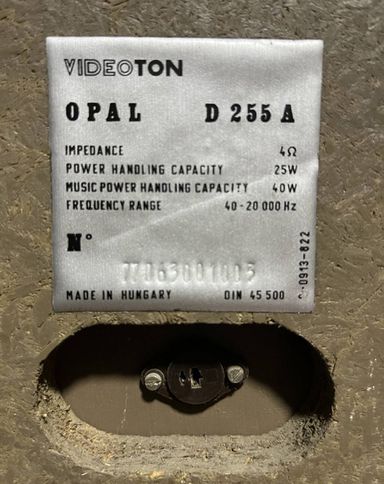 VIDEOTON
OPAL D 255 A
IMPEDANCE 4Ω
POWER HANDLING CAPACITY 25W
MUSIC POWER HANDLING CAPACITY 40W
FREQUENCY RANGE 40-20 000 Hz
N°
MADE IN HUNGARY DIN 45 500